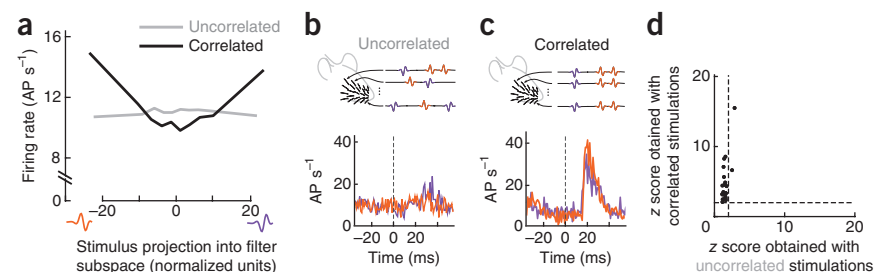 a
Uncorrelated
Correlated
Firing rate (AP s⁻¹)
16
12
8
0
−20
0
20
Stimulus projection into filter
subspace (normalized units)
b
Uncorrelated
AP s⁻¹
40
20
0
−20
0
20
Time (ms)
c
Correlated
AP s⁻¹
40
20
0
−20
0
20
Time (ms)
d
z score otained with
correlated stimulations
20
10
0
0
10
20
z score obtained with
uncorrelated stimulations